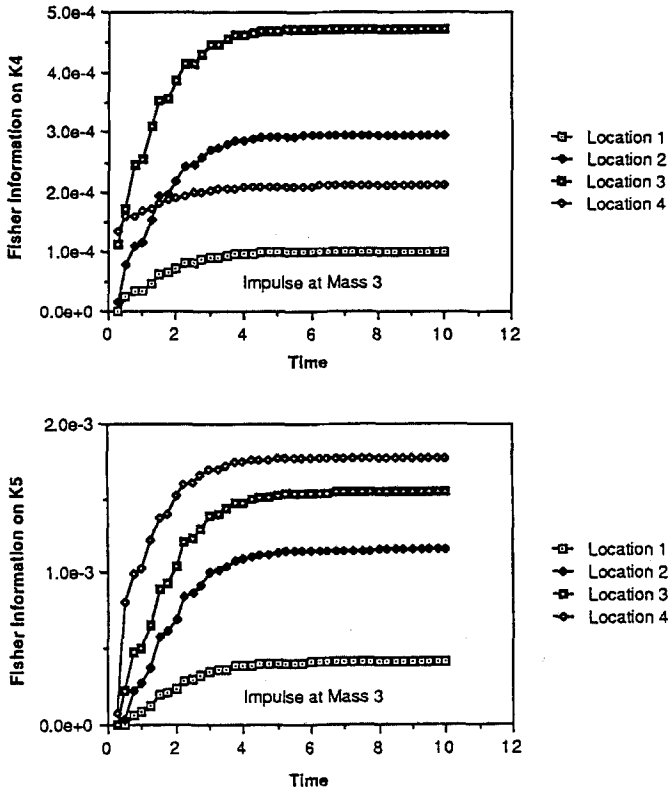 Fisher Information on K4
5.0e-4
3.0e-4
2.0e-4
1.0e-4
0.0e+0
Impulse at Mass 3
0 2 4 6 8 10 12
Time
Location 1
Location 2
Location 3
Location 4
Fisher Information on K5
2.0e-3
1.0e-3
0.0e+0
Impulse at Mass 3
0 2 4 6 8 10 12
Time
Location 1
Location 2
Location 3
Location 4